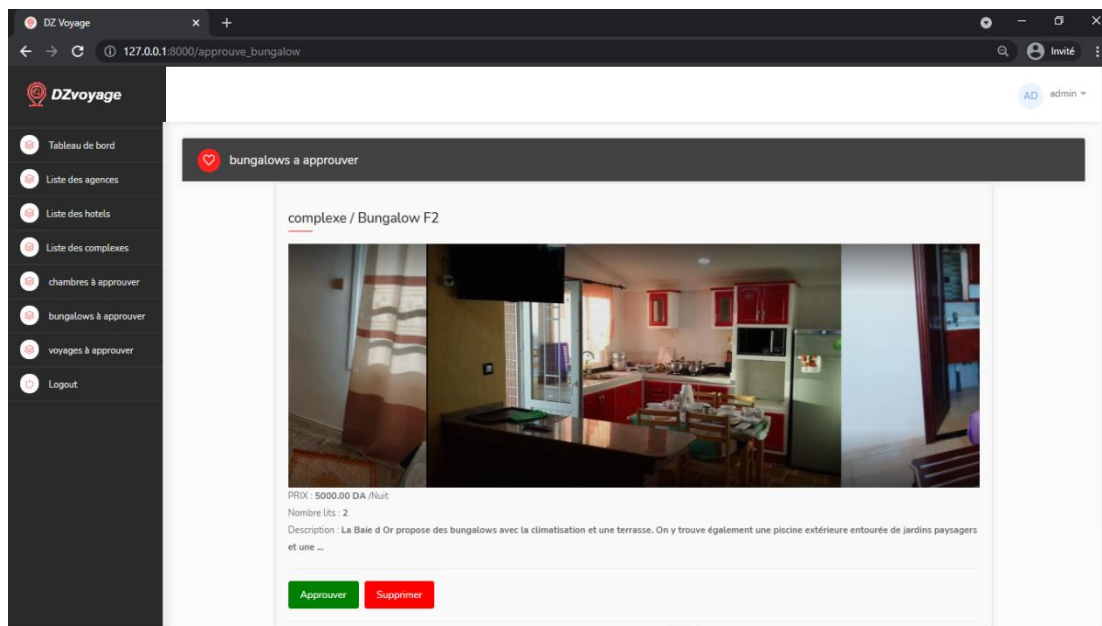 DZ Voyage
127.0.0.1:8000/approuve_bungalow
Invité
DZvoyage
AD admin
Tableau de bord
Liste des agences
Liste des hotels
Liste des complexes
chambres à approuver
bungalows à approuver
voyages à approuver
Logout
bungalows a approuver
complexe / Bungalow F2
PRIX : 5000.00 DA /Nuit
Nombre lits : 2
Description : La Baie d Or propose des bungalows avec la climatisation et une terrasse. On y trouve également une piscine extérieure entourée de jardins paysagers
et une ...
Approuver Supprimer